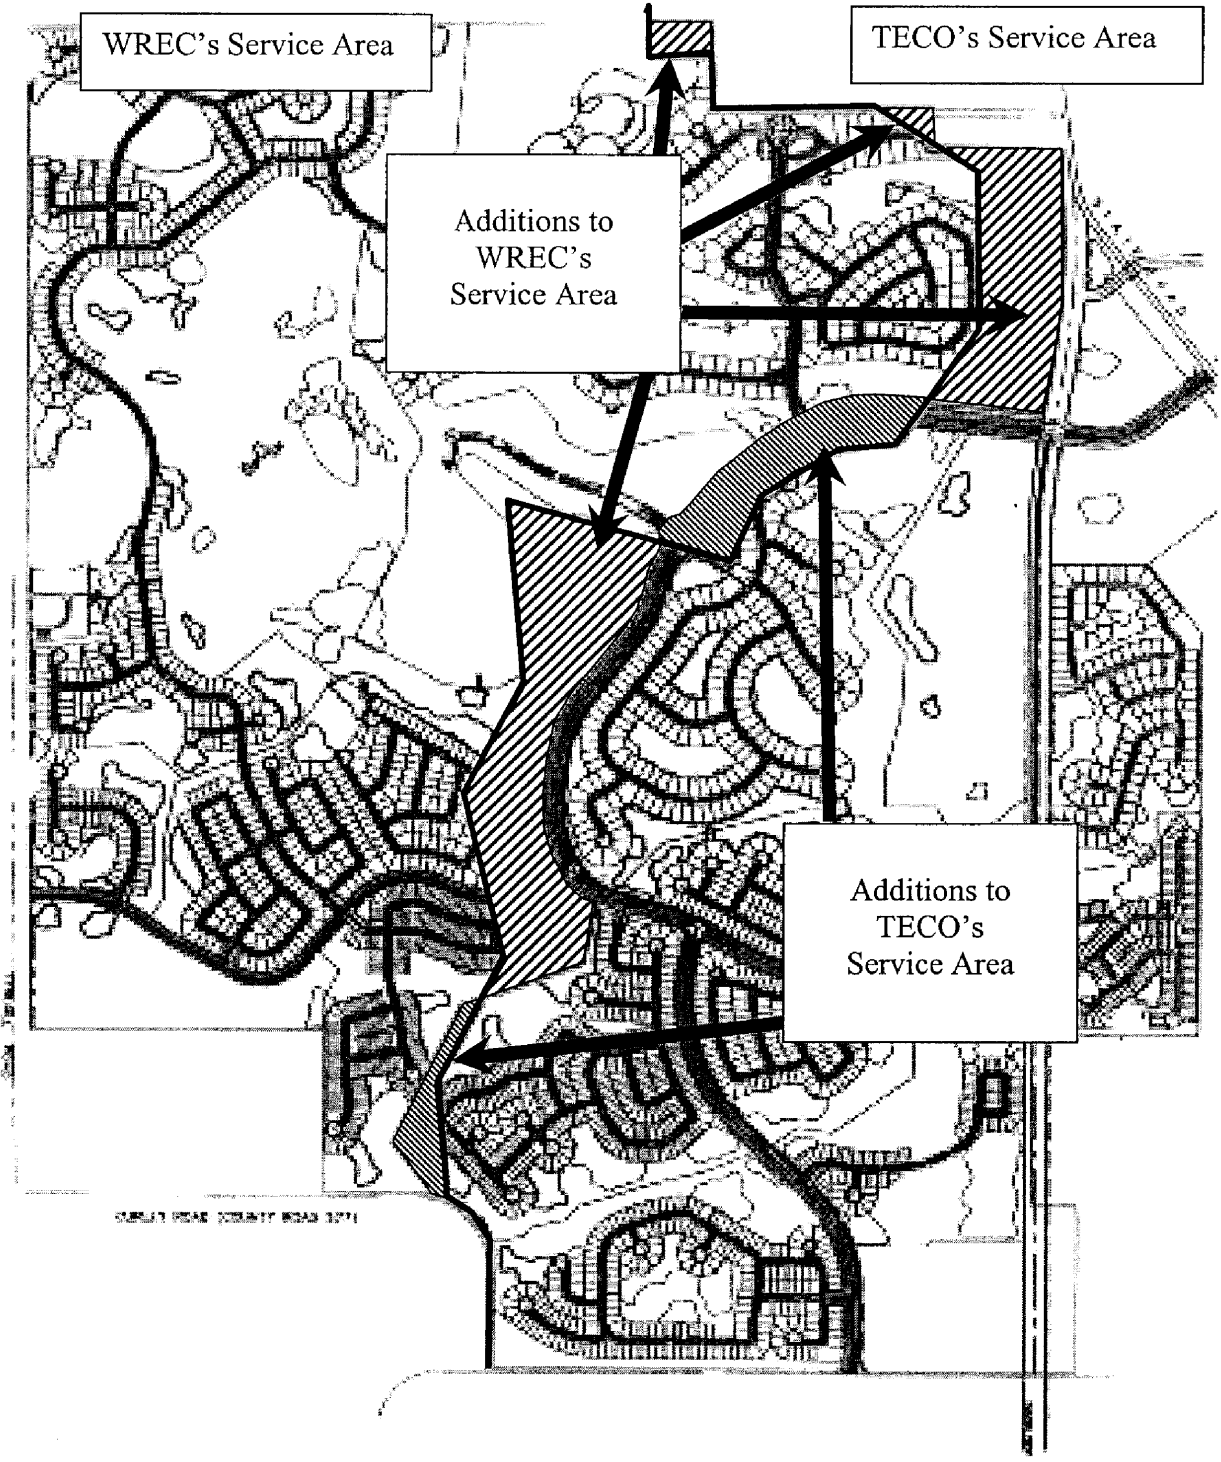 WREC's Service Area
TECO's Service Area
Additions to
WREC's
Service Area
Additions to
TECO's
Service Area